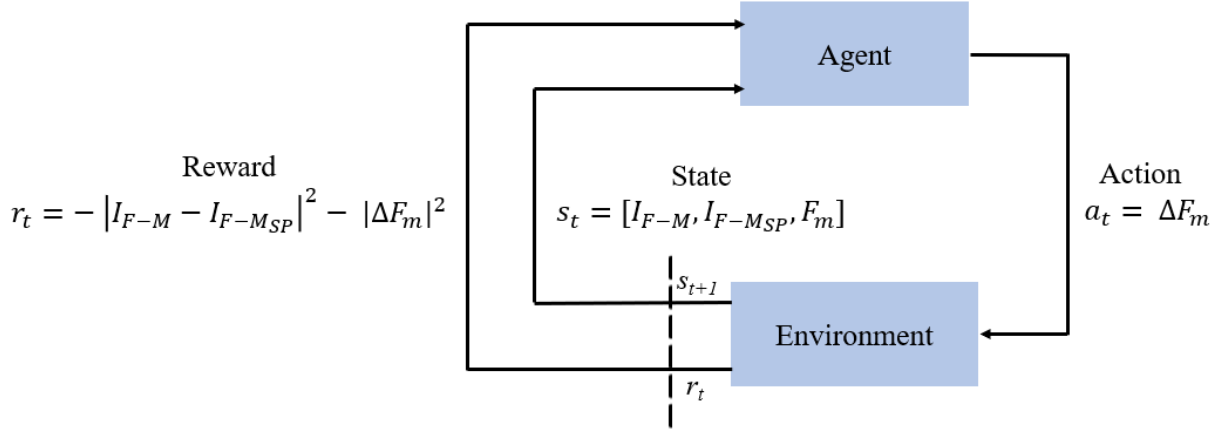 Agent
Reward
r_t = − |I_{F−M} − I_{F−M_{SP}}|^2 − |ΔF_m|^2
State
s_t = [I_{F−M}, I_{F−M_{SP}}, F_m]
Action
a_t = ΔF_m
s_{t+1}
Environment
r_t